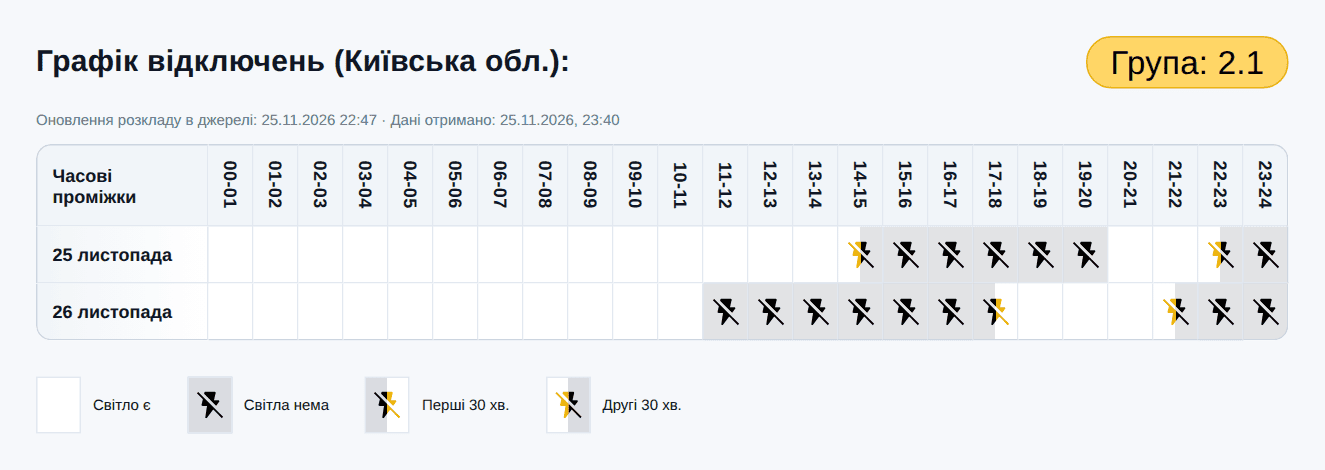 Графік відключень (Київська обл.):
Група: 2.1
Оновлення розкладу в джерелі: 25.11.2026 22:47 · Дані отримано: 25.11.2026, 23:40
Часові
проміжки
00-01
01-02
02-03
03-04
04-05
05-06
06-07
07-08
08-09
09-10
10-11
11-12
12-13
13-14
14-15
15-16
16-17
17-18
18-19
19-20
20-21
21-22
22-23
23-24
25 листопада
26 листопада
Світло є
Світла нема
Перші 30 хв.
Другі 30 хв.